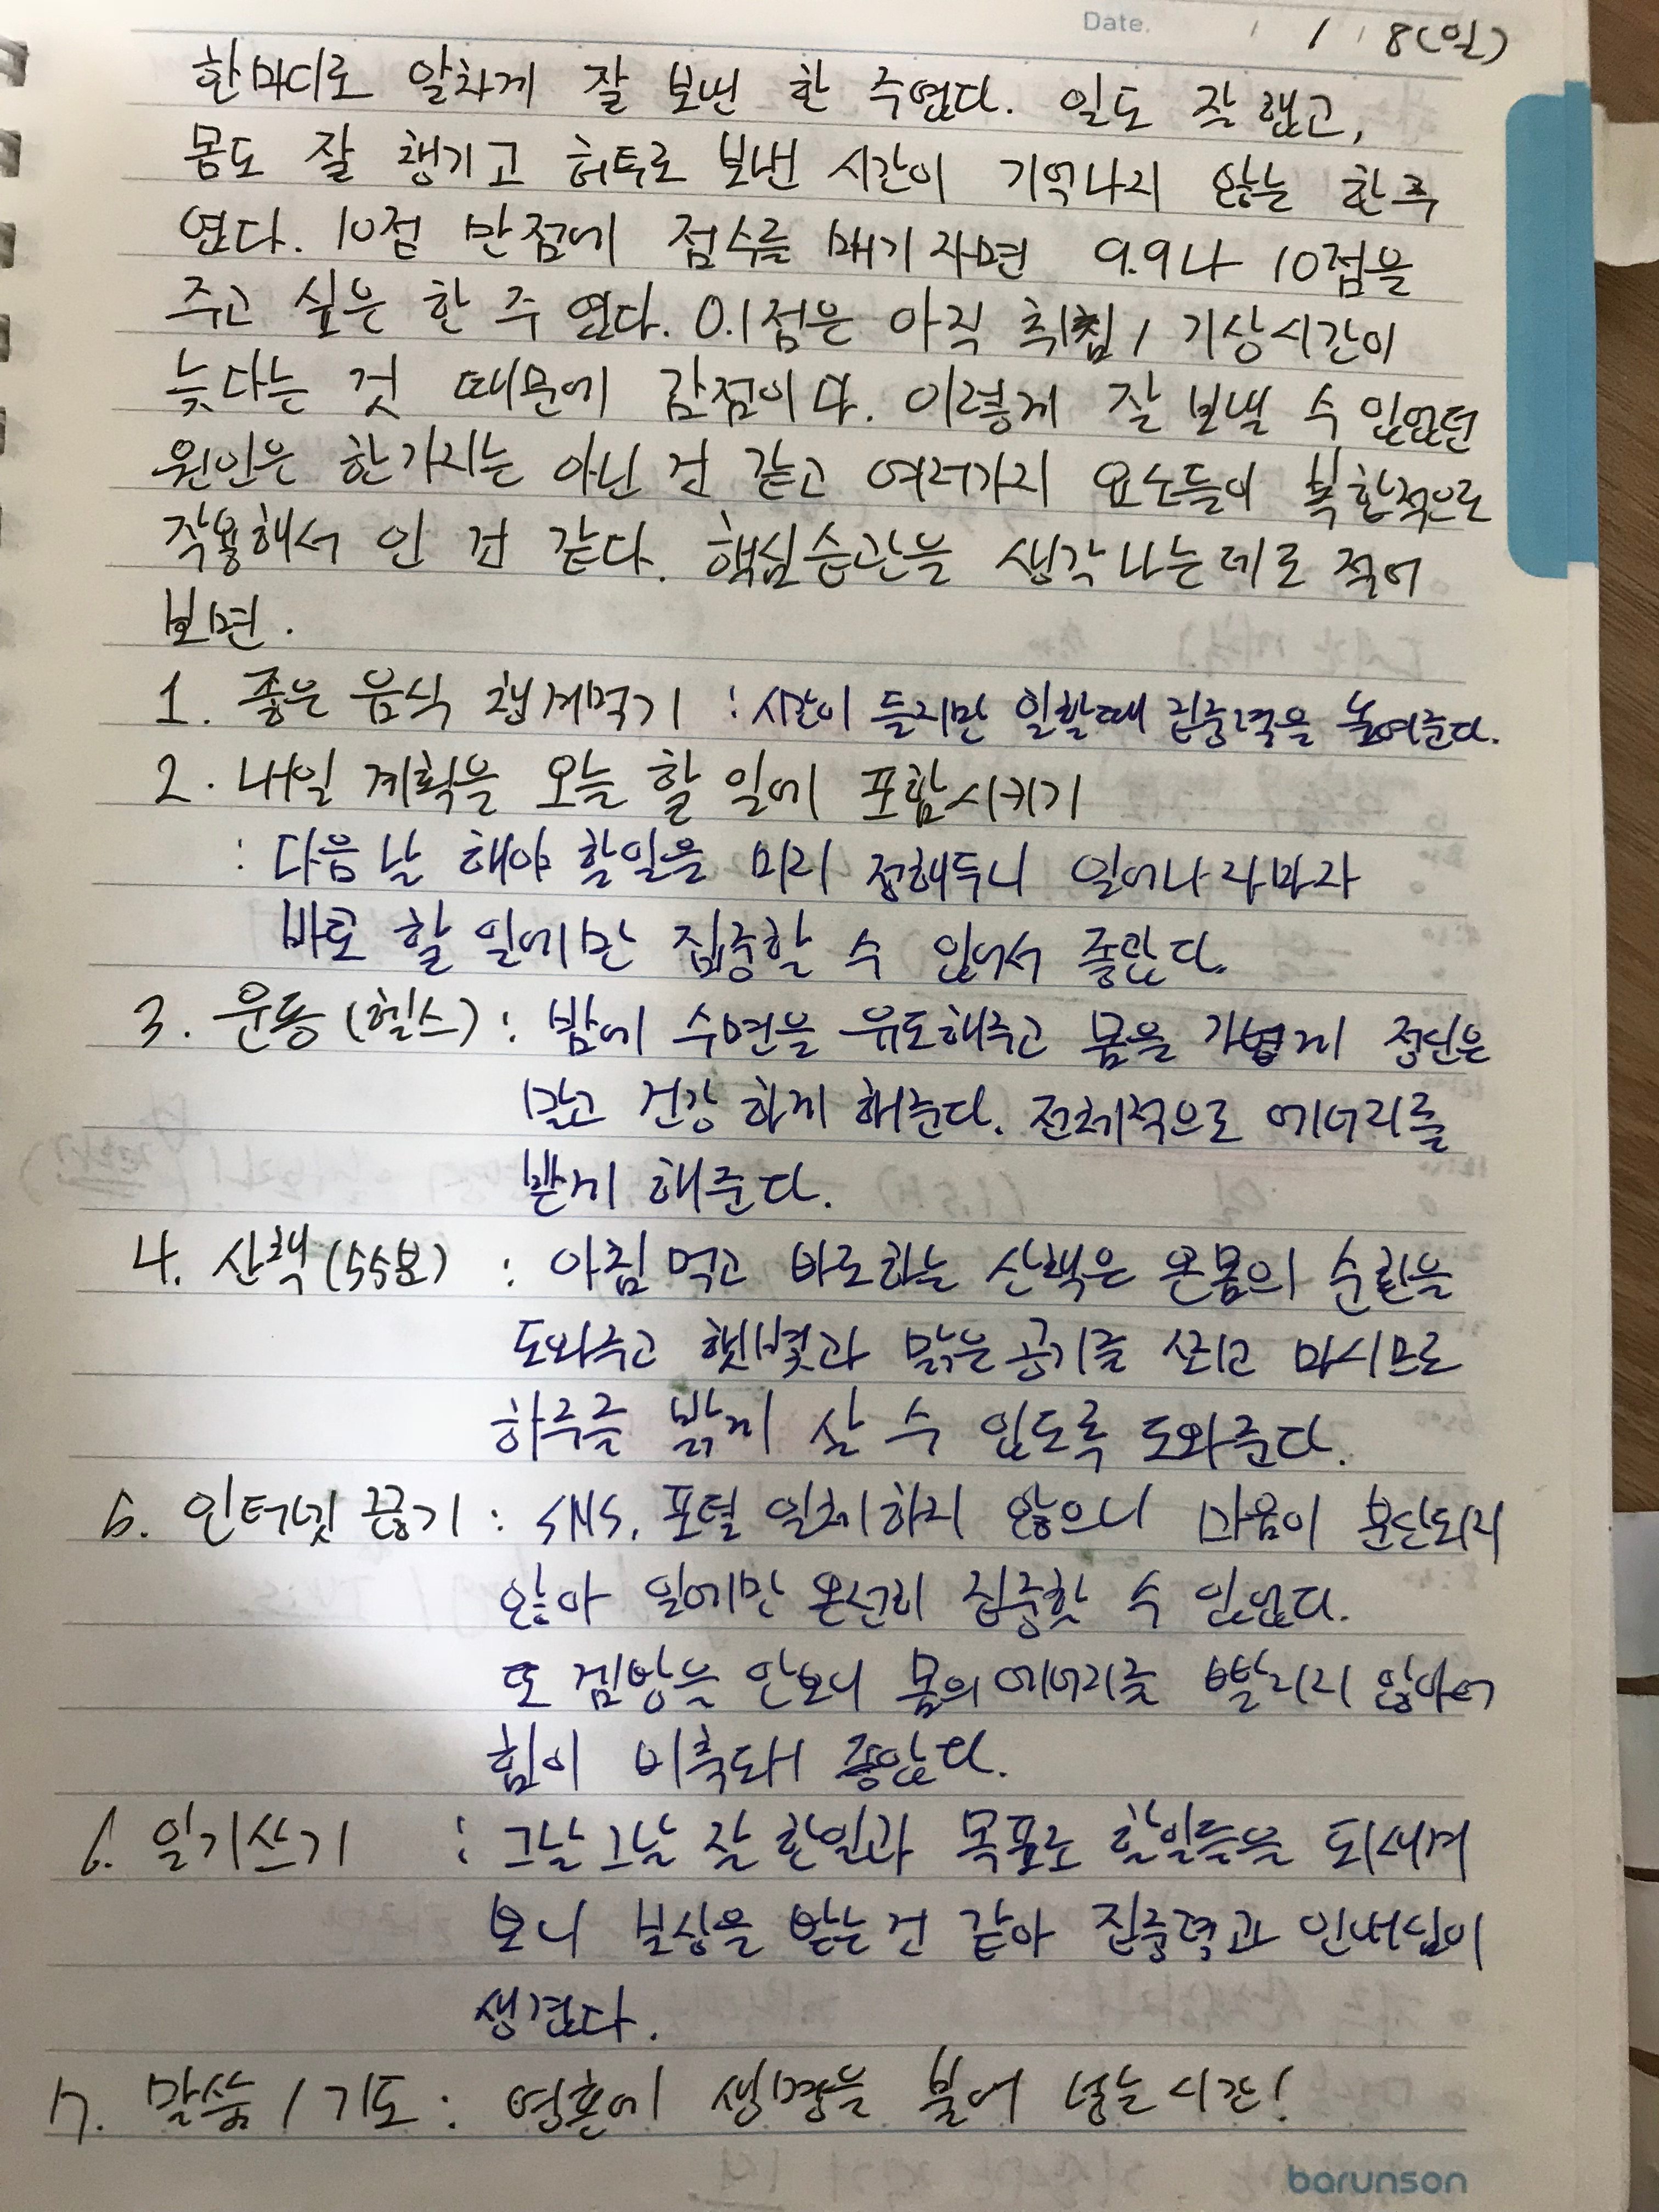 Date. / / 8(일)
한마디로 알차게 잘 보낸 한 주였다. 일도 잘 했고,
몸도 잘 챙기고 허투로 보낸 시간이 기억나지 않는 한 주
였다. 10점 만점에 점수를 매기자면 9.9나 10점을
주고 싶은 한 주 였다. 0.1점은 아직 취침/기상시간이
늦다는 것 때문에 감점이다. 이렇게 잘 보낼 수 있었던
원인은 한가지는 아닌 건 같고 여러가지 요소들이 복합적으로
작용해서 인 건 같다. 핵심습관을 생각나는데로 적어
보면.
1. 좋은 음식 챙겨먹기 : 시간이 들지만 일할때 집중력을 높여준다.
2. 내일 계획을 오늘 할 일에 포함시키기
: 다음날 해야 할일을 미리 정해두니 일어나자마자
바로 할 일에만 집중할 수 있어서 좋았다.
3. 운동(헬스) : 밤에 수면을 유도해주고 몸을 가볍게 정신은
맑고 건강하게 해준다. 전체적으로 에너지를
받게 해준다.
4. 산책(55보) : 아침먹고 바로하는 산책은 온몸의 순환을
도와주고 햇볓과 맑은공기를 쐬고 마시므로
하루를 밝게 살 수 있도록 도와준다.
5. 인터넷 끊기 : SNS, 포털 일체하지 않으니 마음이 분산되지
않아 일에만 온전히 집중할 수 있었다.
또 겜방을 안보니 몸의 에너지를 빨리지 않아서
힘이 비축돼 좋았다.
6. 일기쓰기 : 그날그날 잘 한일과 목표로 할일들을 되새겨
보니 보상을 받는건 같아 집중력과 인내심이
생겼다.
7. 말씀/기도 : 영혼에 생명을 불어 넣는시간!
barunson